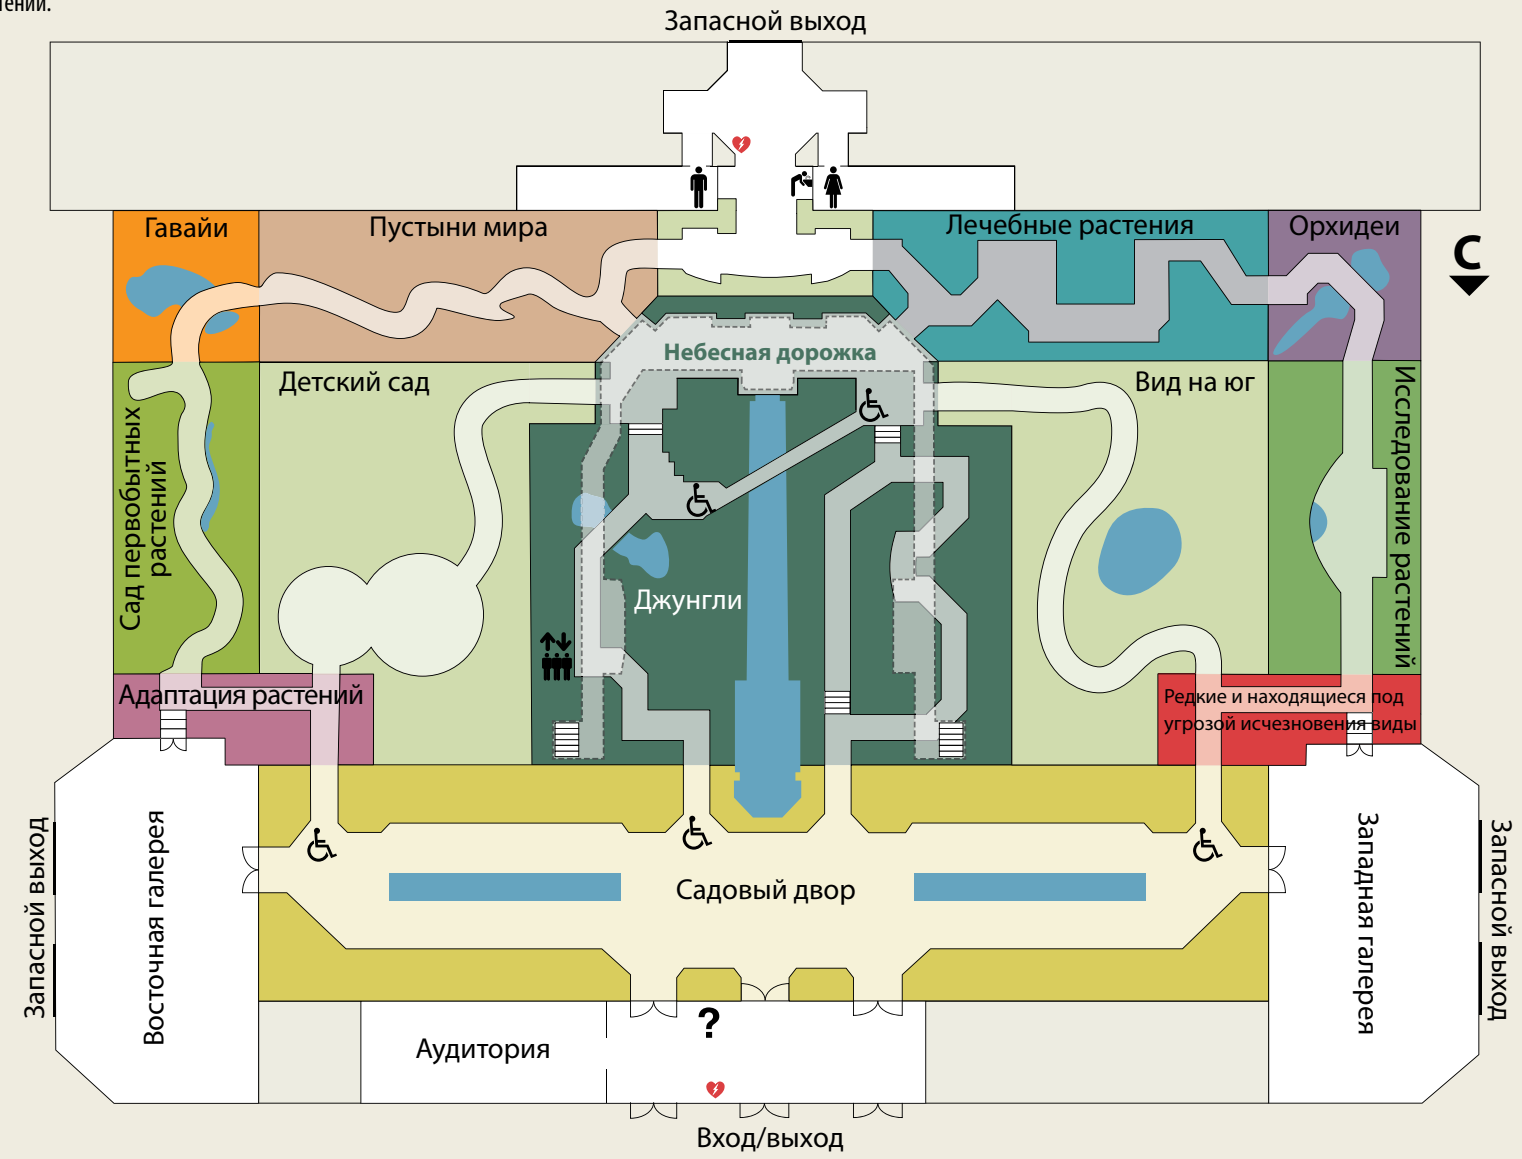 тений.
Запасной выход
Гавайи
Пустыни мира
Лечебные растения
Орхидеи
С
Небесная дорожка
Детский сад
Вид на юг
Сад первобытных
растений
Исследование растений
Джунгли
Адаптация растений
Редкие и находящиеся под
угрозой исчезновения виды
Запасной выход
Восточная галерея
Садовый двор
Западная галерея
Запасной выход
?
Аудитория
Вход/выход